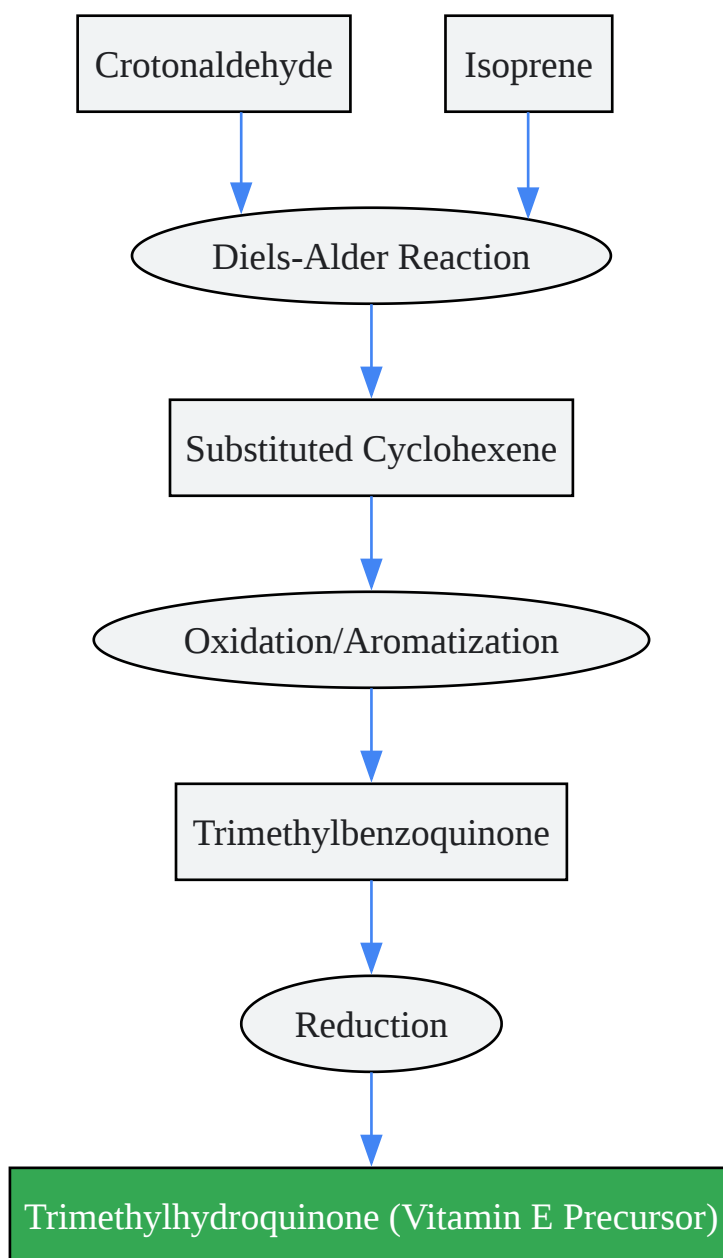 Crotonaldehyde
Isoprene
Diels-Alder Reaction
Substituted Cyclohexene
Oxidation/Aromatization
Trimethylbenzoquinone
Reduction
Trimethylhydroquinone (Vitamin E Precursor)